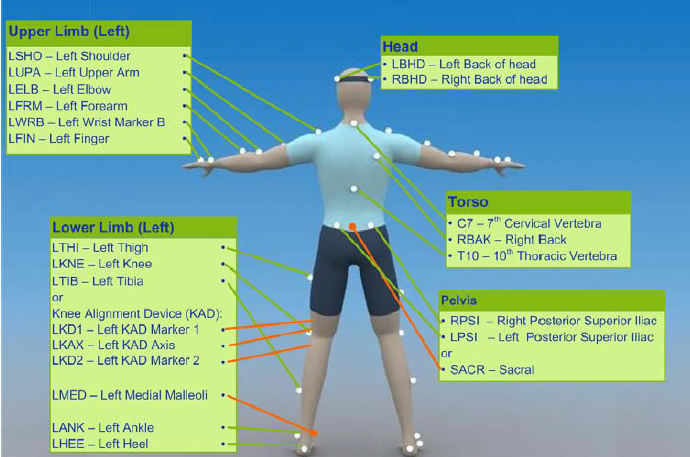 Upper Limb (Left)
LSHO – Left Shoulder
LUPA – Left Upper Arm
LELB – Left Elbow
LFRM – Left Forearm
LWRB – Left Wrist Marker B
LFIN – Left Finger
Head
• LBHD – Left Back of head
• RBHD – Right Back of head
Torso
• C7 – 7th Cervical Vertebra
• RBAK – Right Back
• T10 – 10th Thoracic Vertebra
Lower Limb (Left)
LTHI – Left Thigh
LKNE – Left Knee
LTIB – Left Tibia
or
Knee Alignment Device (KAD):
LKD1 – Left KAD Marker 1
LKAX – Left KAD Axis
LKD2 – Left KAD Marker 2
LMED – Left Medial Malleoli
LANK – Left Ankle
LHEE – Left Heel
Pelvis
• RPSI – Right Posterior Superior Iliac
• LPSI – Left Posterior Superior Iliac
or
• SACR – Sacral